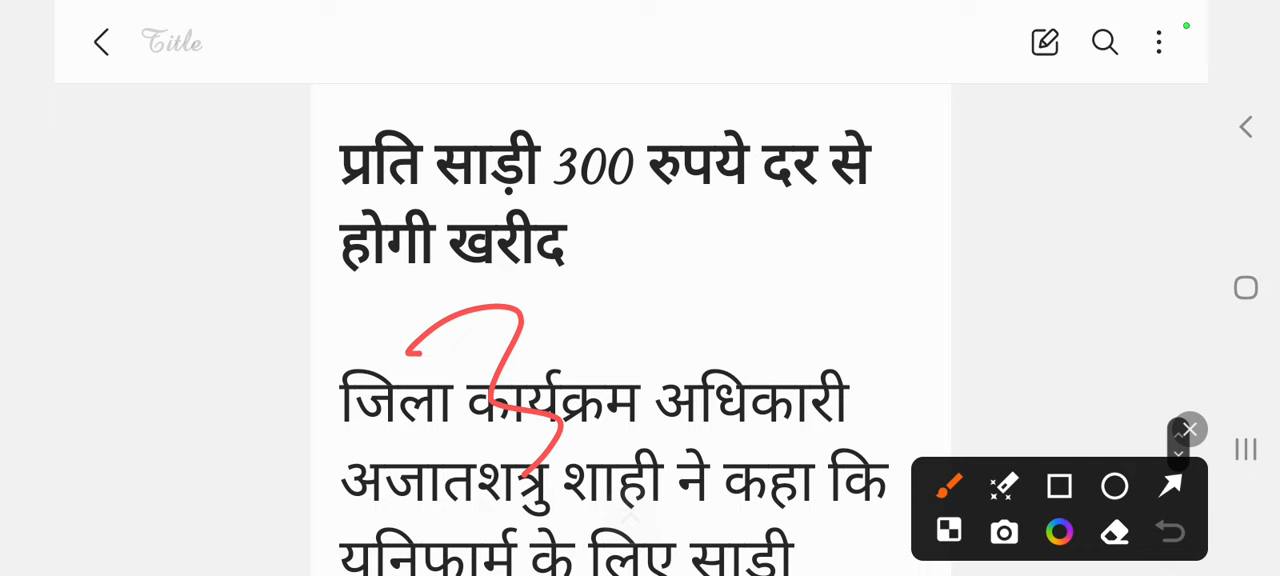 Title
प्रति साड़ी 300 रुपये दर से
होगी खरीद
जिला कार्यक्रम अधिकारी
अजातशत्रु शाही ने कहा कि
यूनिफार्म के लिए साड़ी